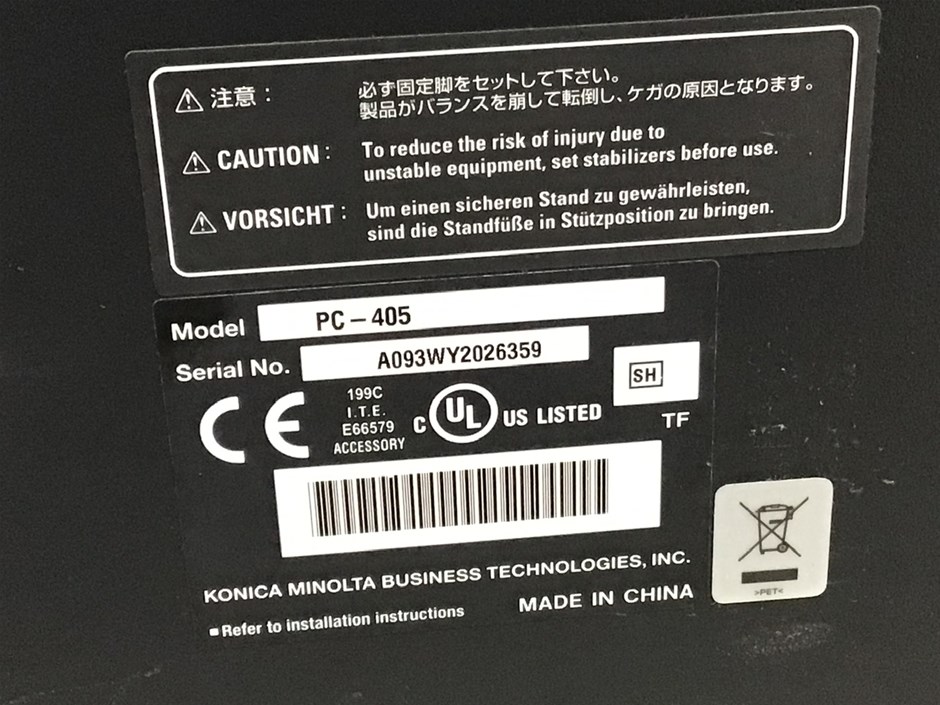 ⚠ 注意：
必ず固定脚をセットして下さい。
製品がバランスを崩して転倒し、ケガの原因となります。
⚠ CAUTION :
To reduce the risk of injury due to
unstable equipment, set stabilizers before use.
⚠ VORSICHT :
Um einen sicheren Stand zu gewährleisten,
sind die Standfüße in Stützposition zu bringen.
Model PC-405
Serial No. A093WY2026359
CE
199C
I.T.E.
E66579
ACCESSORY
C UL US LISTED
SH
TF
KONICA MINOLTA BUSINESS TECHNOLOGIES, INC.
■Refer to installation instructions
MADE IN CHINA
>PET<